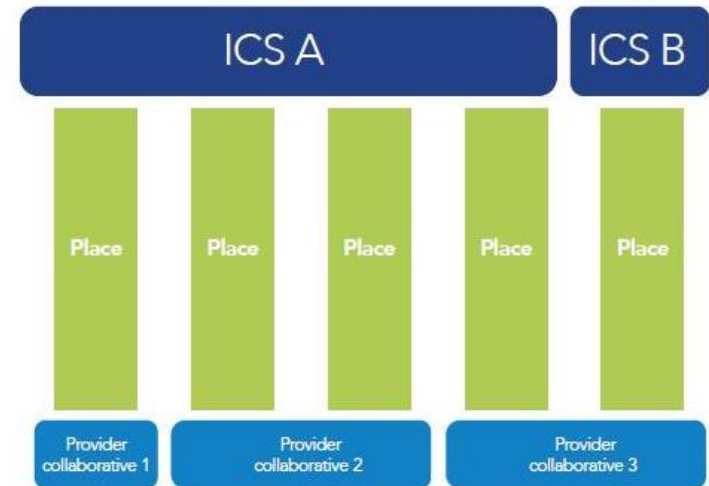 ICS A
ICS B
Place
Place
Place
Place
Place
Provider
collaborative 1
Provider
collaborative 2
Provider
collaborative 3